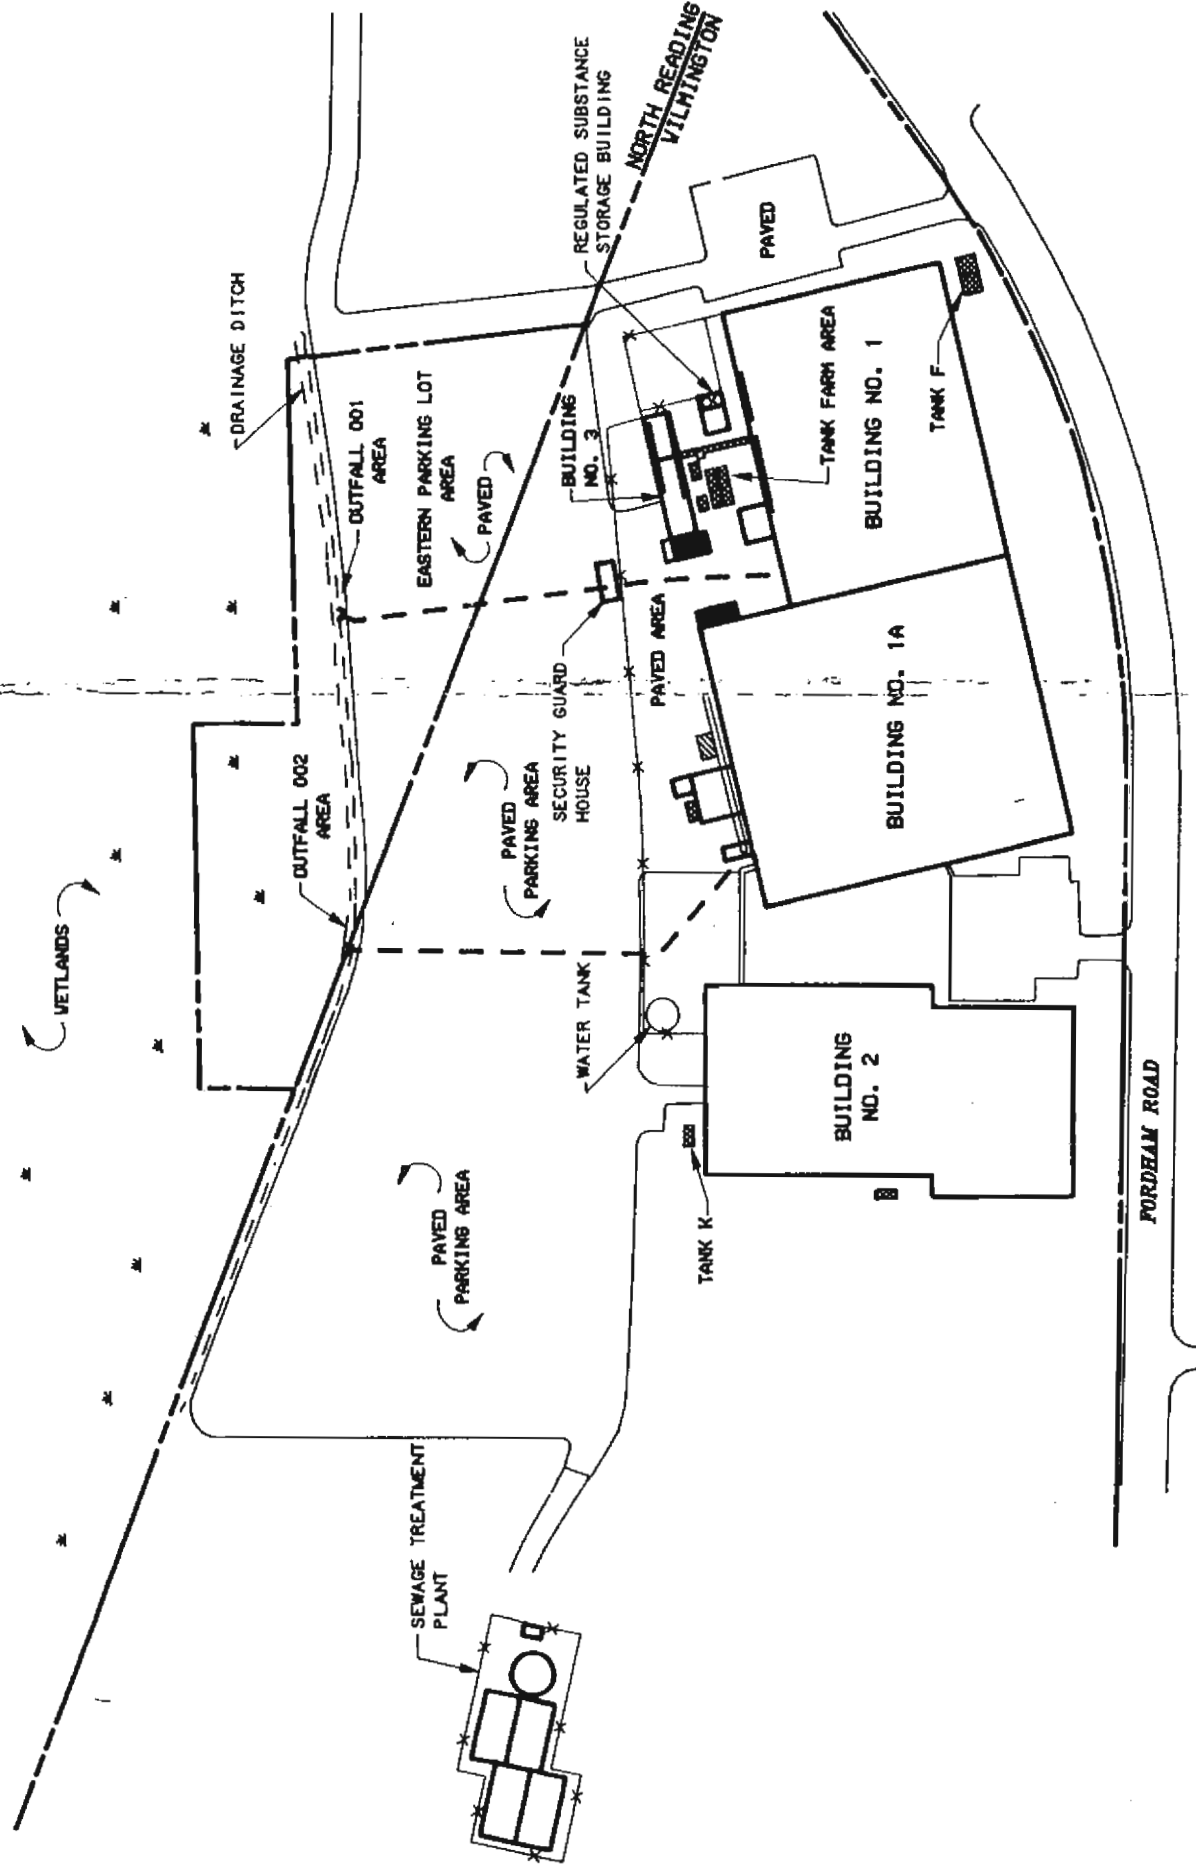 WETLANDS
DRAINAGE DITCH
OUTFALL 001
AREA
OUTFALL 002
AREA
EASTERN PARKING LOT
AREA
PAVED
NORTH READING
WILMINGTON
REGULATED SUBSTANCE
STORAGE BUILDING
PAVED
BUILDING
NO. 3
SECURITY GUARD
HOUSE
PAVED
PARKING AREA
PAVED AREA
TANK FARM AREA
BUILDING NO. 1
TANK F
BUILDING NO. 1A
WATER TANK
BUILDING
NO. 2
TANK K
PAVED
PARKING AREA
SEWAGE TREATMENT
PLANT
FORDHAM ROAD